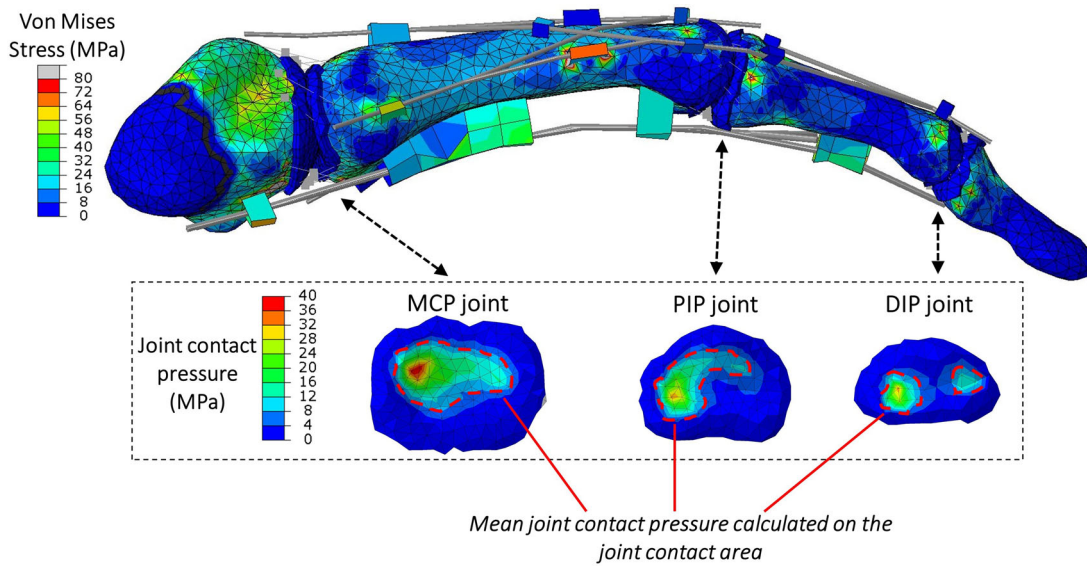 Von Mises
Stress (MPa)
80
72
64
56
48
40
32
24
16
8
0
MCP joint
PIP joint
DIP joint
Joint contact
pressure
(MPa)
40
36
32
28
24
20
16
12
8
4
0
Mean joint contact pressure calculated on the
joint contact area